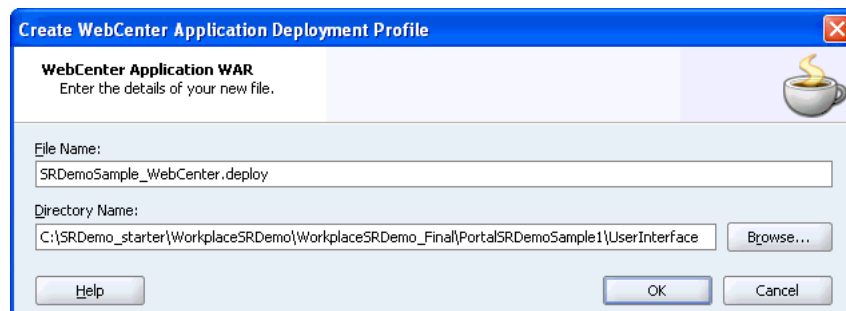 Create WebCenter Application Deployment Profile
WebCenter Application WAR
Enter the details of your new file.
File Name:
SRDemoSample_WebCenter.deploy
Directory Name:
C:\SRDemo_starter\WorkplaceSRDemo\WorkplaceSRDemo_Final\PortalSRDemoSample1\UserInterface
Browse...
Help
OK
Cancel